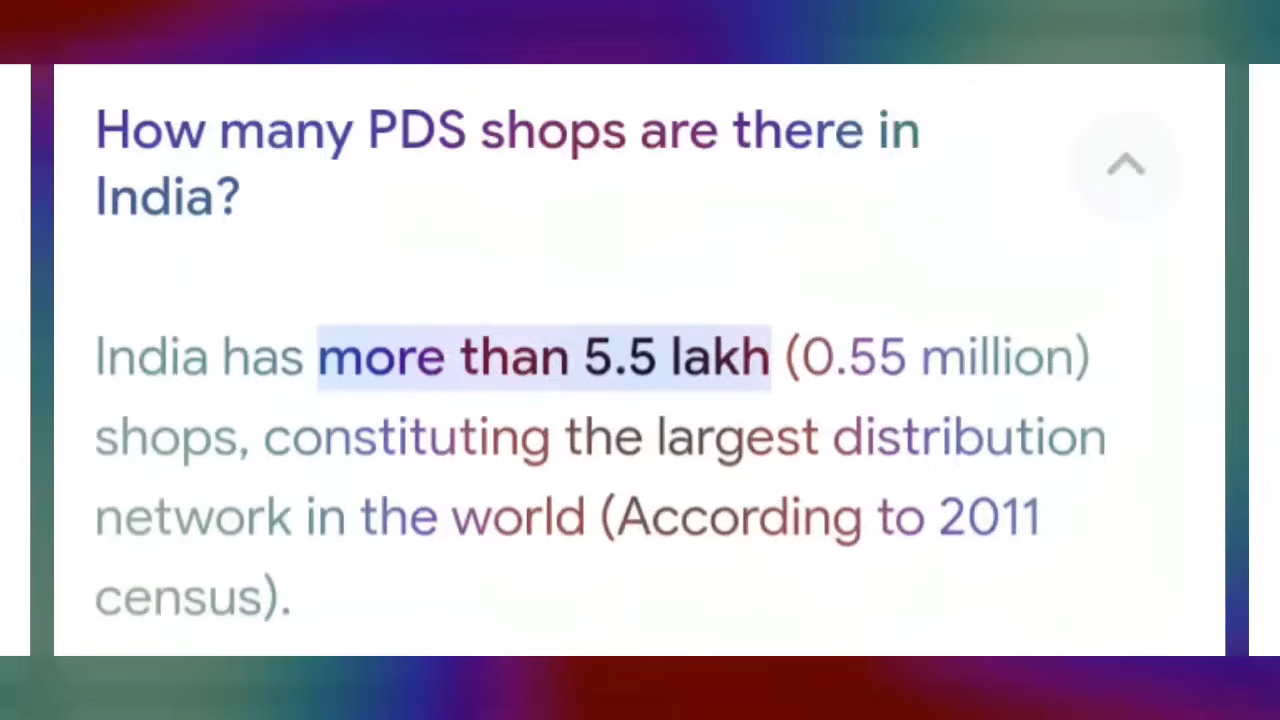 How many PDS shops are there in
India?
India has more than 5.5 lakh (0.55 million)
shops, constituting the largest distribution
network in the world (According to 2011
census).